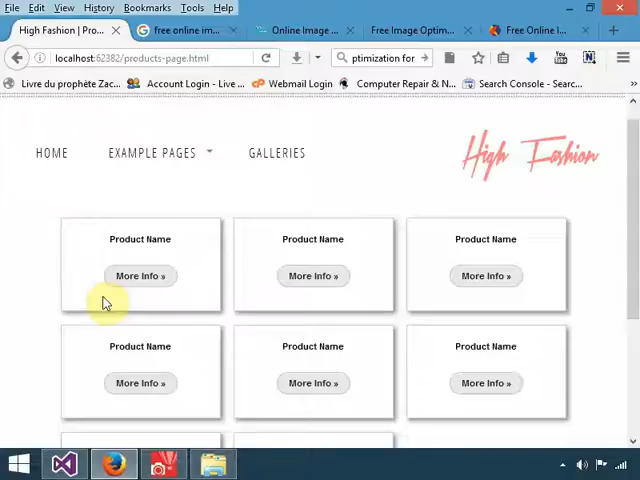 File Edit View History Bookmarks Tools Help
High Fashion | Pro... free online im... Online Image ... Free Image Optim... Free Online I...
localhost:62382/products-page.html ptimization for
Livre du prophète Zac... Account Login - Live ... Webmail Login Computer Repair & N... Search Console - Searc...
HOME EXAMPLE PAGES GALLERIES High Fashion
Product Name Product Name Product Name
More Info » More Info » More Info »
Product Name Product Name Product Name
More Info » More Info » More Info »